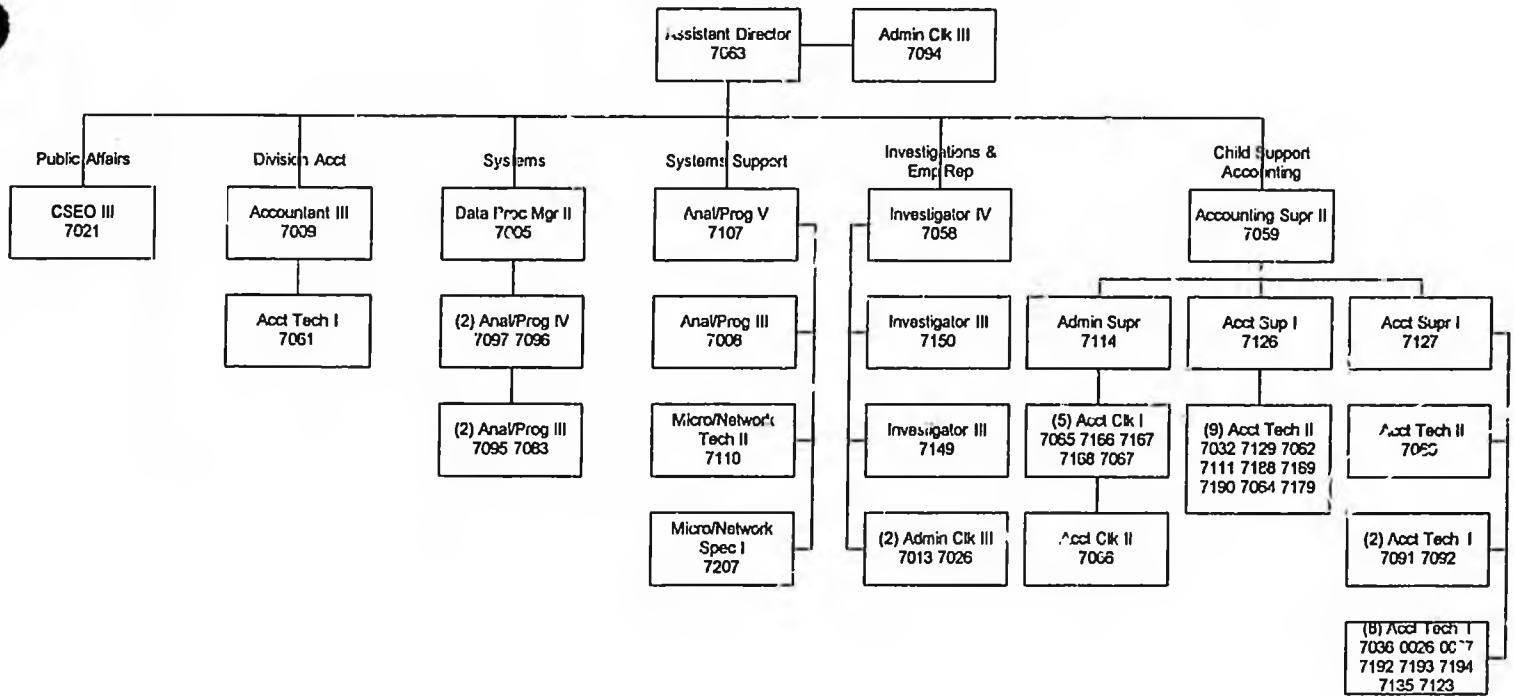 Assistant Director
7063
Admin Clk III
7094
Public Affairs
CSEO III
7021
Division Acct
Accountant III
7009
Acct Tech I
7061
Systems
Data Proc Mgr II
7005
(2) Anal/Prog IV
7097 7096
(2) Anal/Prog III
7095 7083
Systems Support
Anal/Prog V
7107
Anal/Prog III
7008
Micro/Network
Tech II
7110
Micro/Network
Spec I
7207
Investigations &
Emp Rep
Investigator IV
7058
Investigator III
7150
Investigator III
7149
(2) Admin Clk III
7013 7026
Child Support
Accounting
Accounting Supr II
7059
Admin Supr
7114
(5) Acct Clk I
7065 7166 7167
7168 7067
Acct Clk II
7066
Acct Sup I
7126
(9) Acct Tech II
7032 7129 7062
7111 7188 7169
7190 7064 7179
Acct Supr I
7127
Acct Tech II
(2) Acct Tech I
7091 7092
(8) Acct Tech I
7036 0026
7192 7193 7194
7135 7123